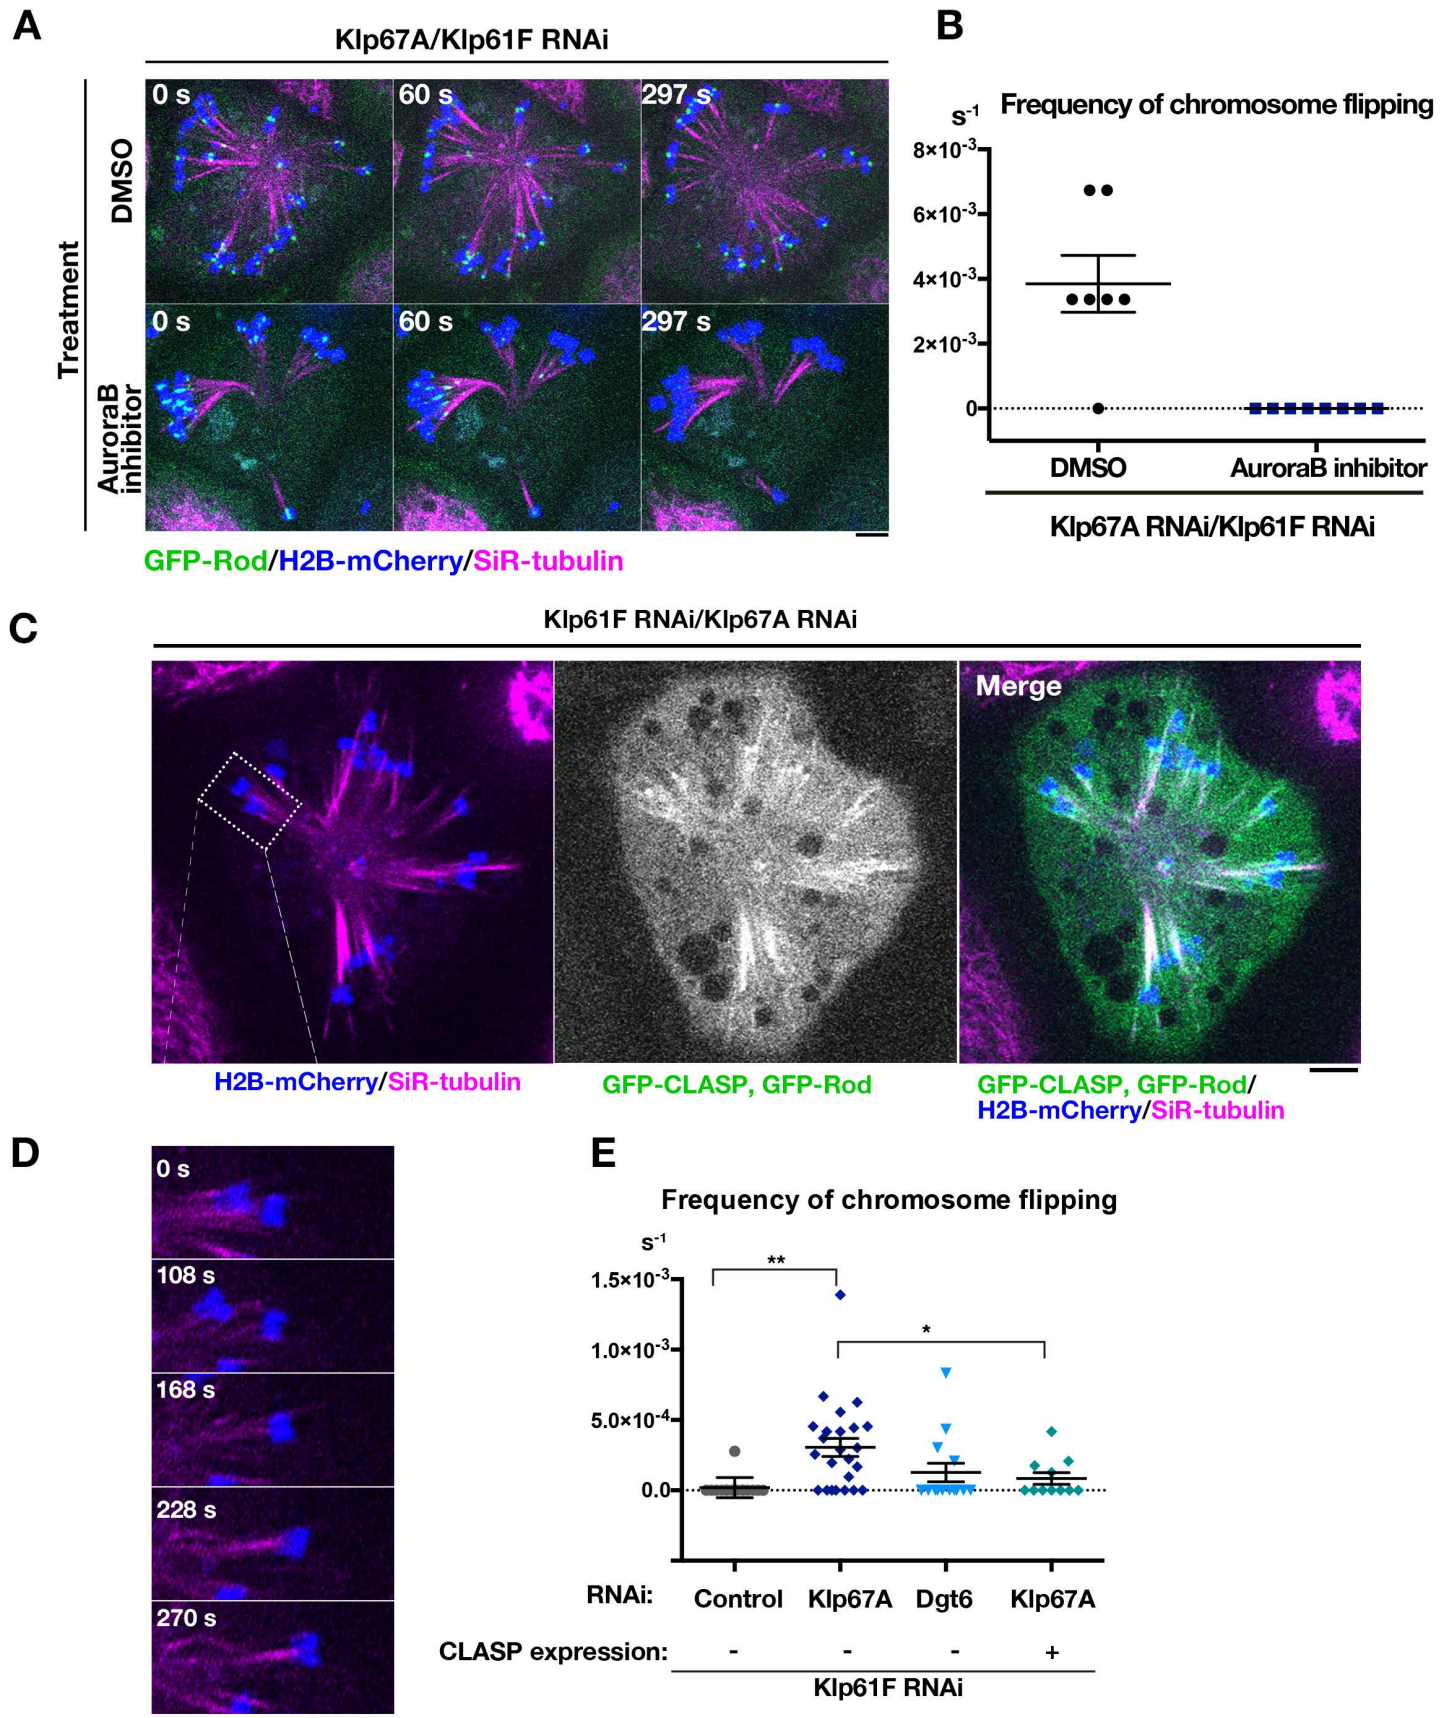 A
Klp67A/Klp61F RNAi
Treatment
DMSO
0 s
60 s
297 s
AuroraB
inhibitor
0 s
60 s
297 s
GFP-Rod/H2B-mCherry/SiR-tubulin
B
Frequency of chromosome flipping
s⁻¹
8×10⁻³
6×10⁻³
4×10⁻³
2×10⁻³
0
DMSO
AuroraB inhibitor
Klp67A RNAi/Klp61F RNAi
C
Klp61F RNAi/Klp67A RNAi
Merge
H2B-mCherry/SiR-tubulin
GFP-CLASP, GFP-Rod
GFP-CLASP, GFP-Rod/
H2B-mCherry/SiR-tubulin
D
0 s
108 s
168 s
228 s
270 s
E
Frequency of chromosome flipping
s⁻¹
**
*
1.5×10⁻³
1.0×10⁻³
5.0×10⁻⁴
0.0
RNAi: Control Klp67A Dgt6 Klp67A
CLASP expression: - - - +
Klp61F RNAi